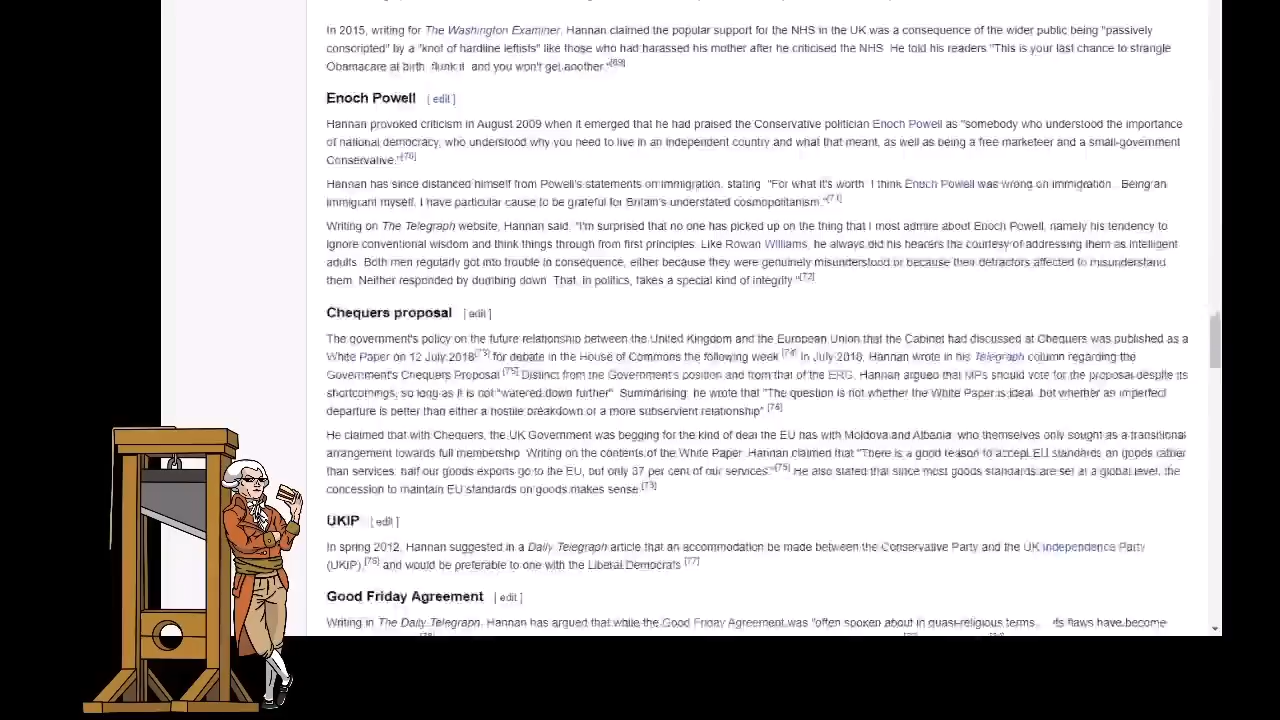 In 2015, writing for The Washington Examiner, Hannan claimed the popular support for the NHS in the UK was a consequence of the wider public being "passively
conscripted" by a "knot of hardline leftists" like those who had harassed his mother after he criticised the NHS. He told his readers "This is your last chance to strangle
Obamacare at birth. flunk it and you won't get another."[69]
Enoch Powell [ edit ]
Hannan provoked criticism in August 2009 when it emerged that he had praised the Conservative politician Enoch Powell as "somebody who understood the importance
of national democracy, who understood why you need to live in an independent country and what that meant, as well as being a free marketeer and a small-government
Conservative."[70]
Hannan has since distanced himself from Powell's statements on immigration, stating "For what it's worth I think Enoch Powell was wrong on immigration . Being an
immigrant myself, I have particular cause to be grateful for Britain's understated cosmopolitanism."[71]
Writing on The Telegraph website, Hannan said, "I'm surprised that no one has picked up on the thing that I most admire about Enoch Powell, namely his tendency to
ignore conventional wisdom and think things through from first principles. Like Rowan Williams, he always did his hearers the courtesy of addressing them as intelligent
adults. Both men regularly got into trouble in consequence, either because they were genuinely misunderstood or because their detractors affected to misunderstand
them. Neither responded by dumbing down. That, in politics, takes a special kind of integrity."[72]
Chequers proposal [ edit ]
The government's policy on the future relationship between the United Kingdom and the European Union that the Cabinet had discussed at Chequers was published as a
White Paper on 12 July 2018[73] for debate in the House of Commons the following week.[74] In July 2018, Hannan wrote in his Telegraph column regarding the
Government's Chequers Proposal.[75] Distinct from the Government's position and from that of the ERG, Hannan argued that MPs should vote for the proposal despite its
shortcomings, so long as it is not "watered down further". Summarising, he wrote that "The question is not whether the White Paper is ideal, but whether an imperfect
departure is better than either a hostile breakdown or a more subservient relationship".[75]
He claimed that with Chequers, the UK Government was begging for the kind of deal the EU has with Moldova and Albania who themselves only sought as a transitional
arrangement towards full membership. Writing on the contents of the White Paper, Hannan claimed that "There is a good reason to accept EU standards on goods rather
than services: half our goods exports go to the EU, but only 37 per cent of our services."[75] He also stated that since most goods standards are set at a global level, the
concession to maintain EU standards on goods makes sense.
UKIP [ edit ]
In spring 2012, Hannan suggested in a Daily Telegraph article that an accommodation be made between the Conservative Party and the UK Independence Party
(UKIP),[76] and would be preferable to one with the Liberal Democrats.[77]
Good Friday Agreement [ edit ]
Writing in The Daily Telegraph, Hannan has argued that while the Good Friday Agreement was "often spoken about in quasi-religious terms, its flaws have become